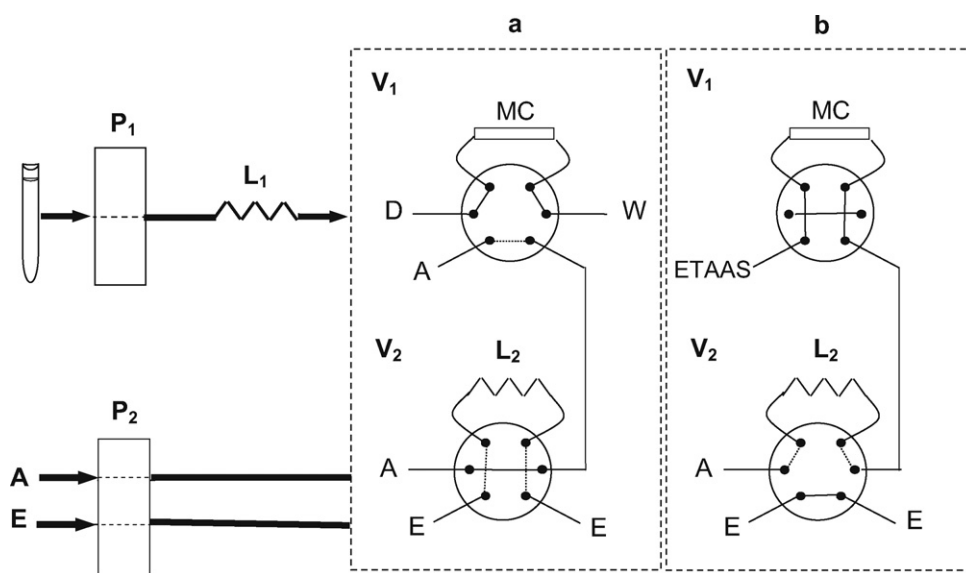 a b
V1 V1
MC MC
P1
L1
D W
A ETAAS
V2 L2 V2 L2
P2
A A A
E E E E E